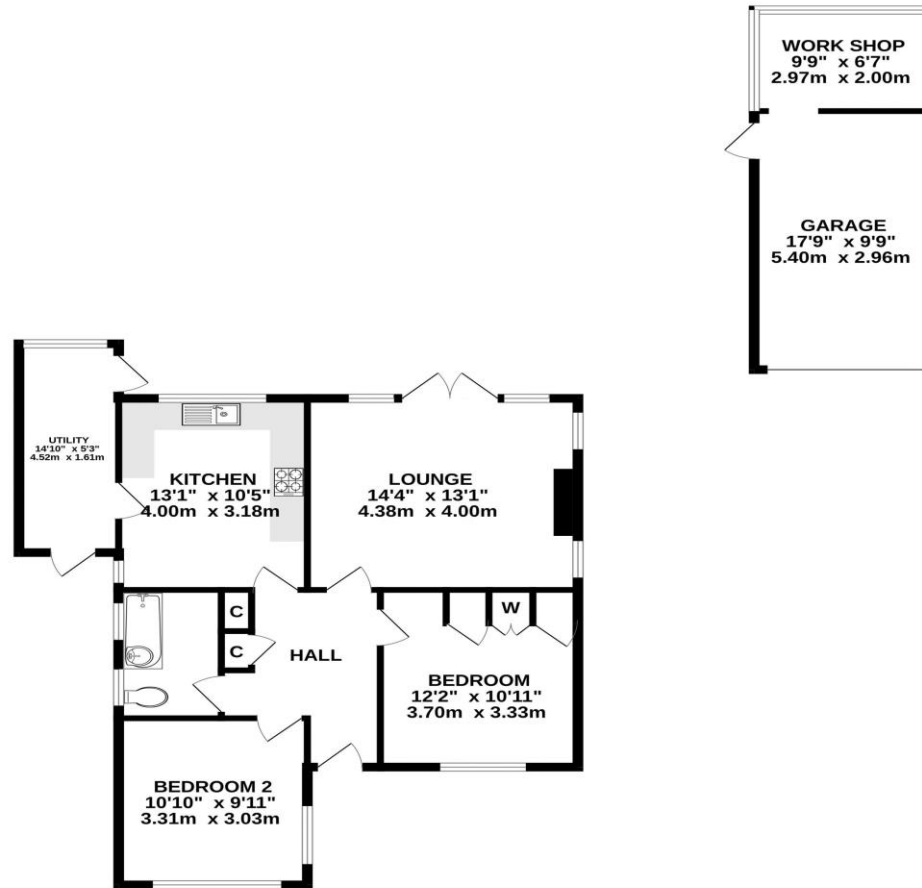 WORK SHOP
9'9" x 6'7"
2.97m x 2.00m
GARAGE
17'9" x 9'9"
5.40m x 2.96m
UTILITY
14'10" x 5'3"
4.52m x 1.61m
KITCHEN
13'1" x 10'5"
4.00m x 3.18m
LOUNGE
14'4" x 13'1"
4.38m x 4.00m
C
C
HALL
W
BEDROOM
12'2" x 10'11"
3.70m x 3.33m
BEDROOM 2
10'10" x 9'11"
3.31m x 3.03m